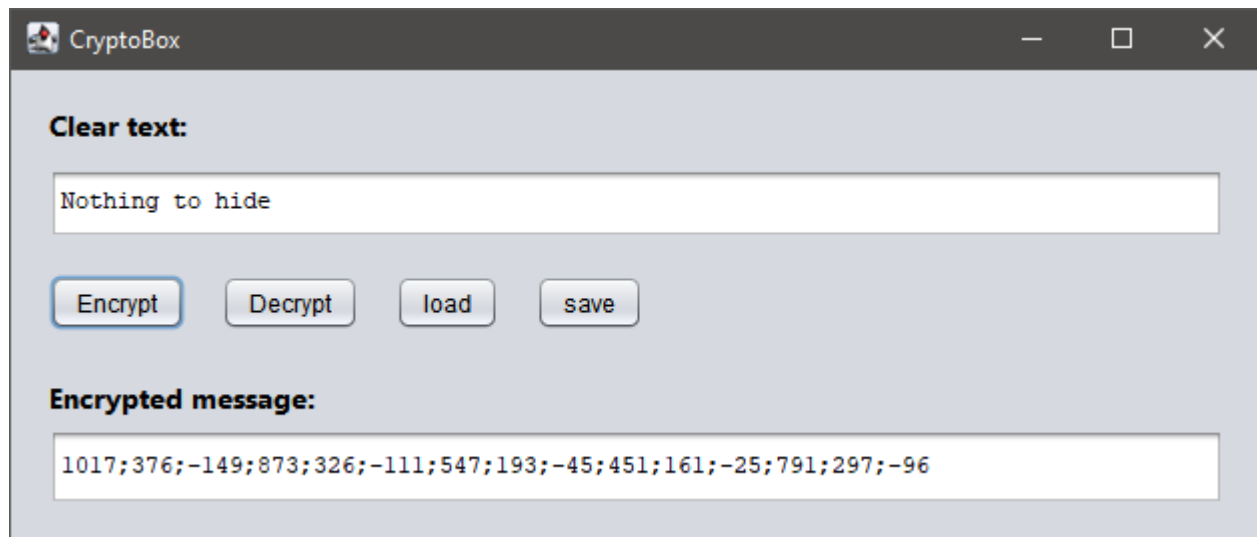 CryptoBox
Clear text:
Nothing to hide
Encrypt Decrypt load save
Encrypted message:
1017;376;-149;873;326;-111;547;193;-45;451;161;-25;791;297;-96